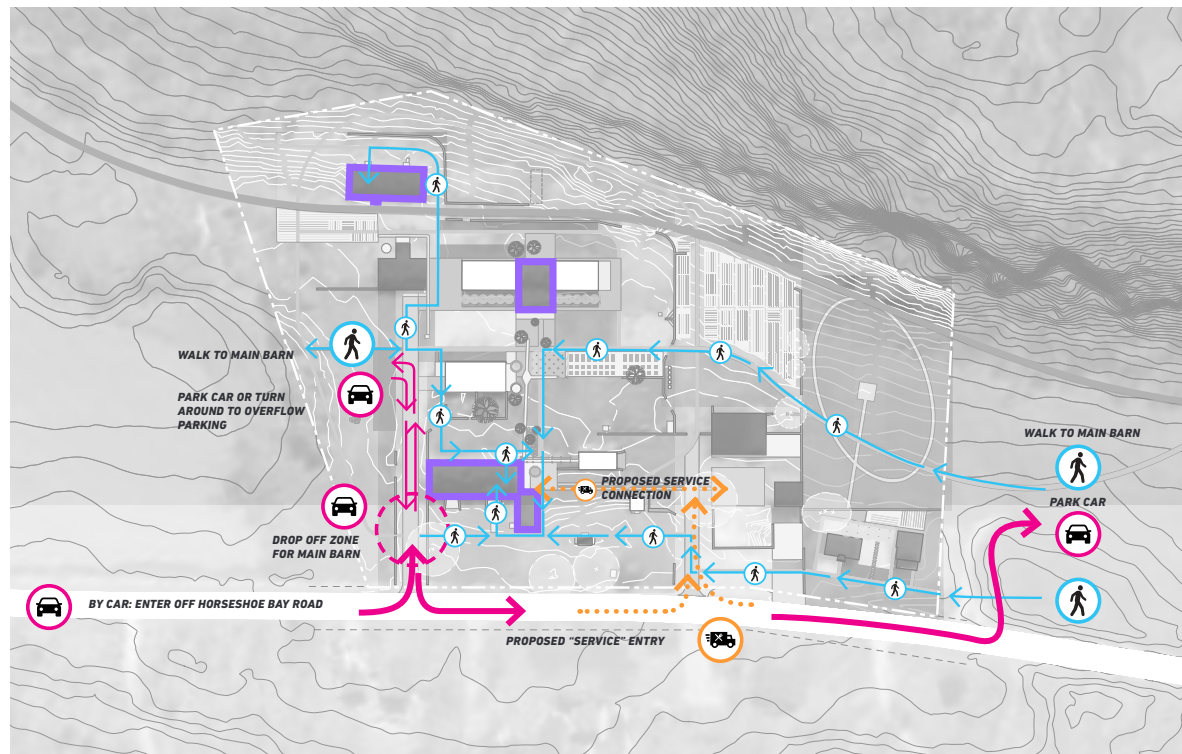 WALK TO MAIN BARN
PARK CAR OR TURN
AROUND TO OVERFLOW
PARKING
WALK TO MAIN BARN
PARK CAR
PROPOSED SERVICE
CONNECTION
DROP OFF ZONE
FOR MAIN BARN
BY CAR: ENTER OFF HORSESHOE BAY ROAD
PROPOSED “SERVICE” ENTRY